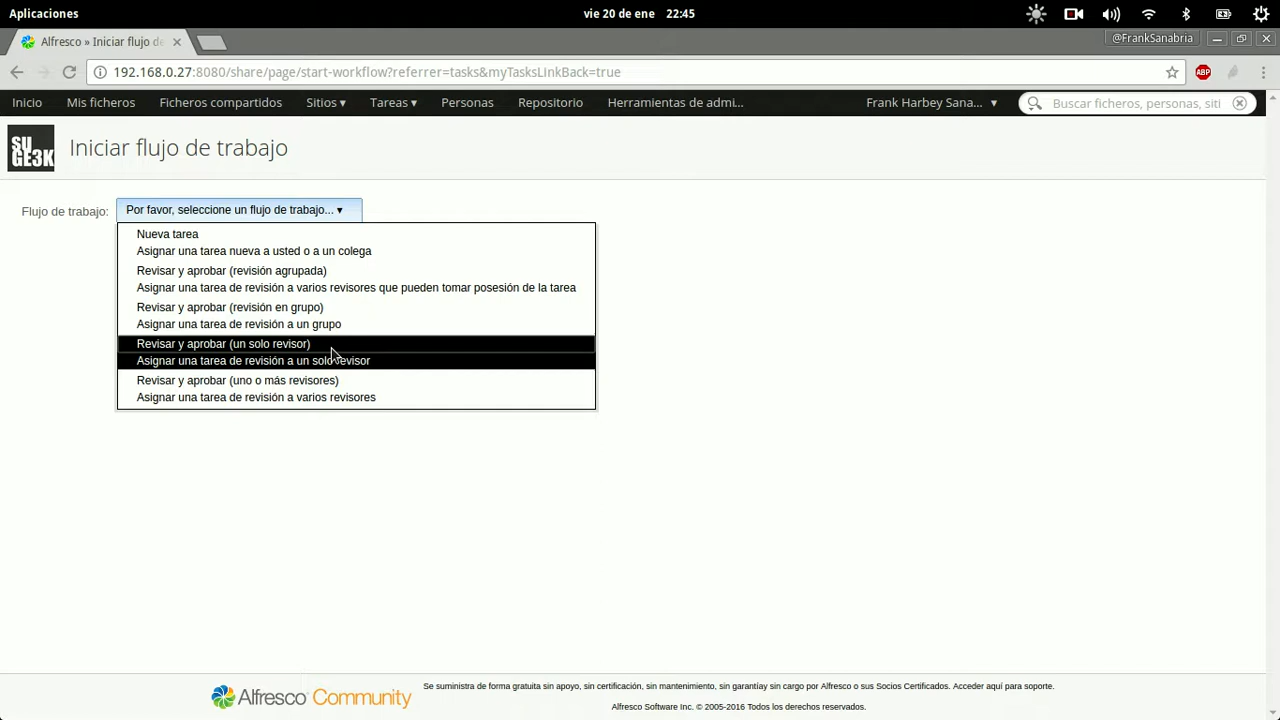 Aplicaciones
vie 20 de ene 22:45
Alfresco » Iniciar flujo de
@FrankSanabria
192.168.0.27:8080/share/page/start-workflow?referrer=tasks&myTasksLinkBack=true
ABP
Inicio Mis ficheros Ficheros compartidos Sitios ▾ Tareas ▾ Personas Repositorio Herramientas de admi... Frank Harbey Sana... ▾ Buscar ficheros, personas, siti
SU GE3K
Iniciar flujo de trabajo
Flujo de trabajo: Por favor, seleccione un flujo de trabajo... ▾
Nueva tarea
Asignar una tarea nueva a usted o a un colega
Revisar y aprobar (revisión agrupada)
Asignar una tarea de revisión a varios revisores que pueden tomar posesión de la tarea
Revisar y aprobar (revisión en grupo)
Asignar una tarea de revisión a un grupo
Revisar y aprobar (un solo revisor)
Asignar una tarea de revisión a un solo revisor
Revisar y aprobar (uno o más revisores)
Asignar una tarea de revisión a varios revisores
Alfresco Community
Se suministra de forma gratuita sin apoyo, sin certificación, sin mantenimiento, sin garantíay sin cargo por Alfresco o sus Socios Certificados. Acceder aquí para soporte.
Alfresco Software Inc. © 2005-2016 Todos los derechos reservados.